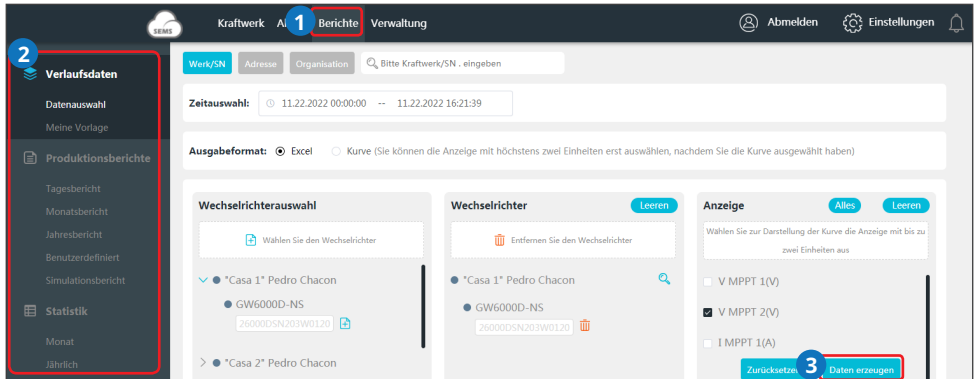 SEMS
Kraftwerk
1
Berichte
Verwaltung
Abmelden
Einstellungen
2
Verlaufsdaten
Datenauswahl
Meine Vorlage
Produktionsberichte
Tagesbericht
Monatsbericht
Jahresbericht
Benutzerdefiniert
Simulationsbericht
Statistik
Monat
Jährlich
Werk/SN
Adresse
Organisation
Bitte Kraftwerk/SN . eingeben
Zeitauswahl:
11.22.2022 00:00:00 -- 11.22.2022 16:21:39
Ausgabeformat: Excel Kurve (Sie können die Anzeige mit höchstens zwei Einheiten erst auswählen, nachdem Sie die Kurve ausgewählt haben)
Wechselrichterauswahl
Wählen Sie den Wechselrichter
"Casa 1" Pedro Chacon
GW6000D-NS
26000DSN203W0120
"Casa 2" Pedro Chacon
Wechselrichter
Leeren
Entfernen Sie den Wechselrichter
"Casa 1" Pedro Chacon
GW6000D-NS
26000DSN203W0120
Anzeige
Alles
Leeren
Wählen Sie zur Darstellung der Kurve die Anzeige mit bis zu
zwei Einheiten aus
V MPPT 1(V)
V MPPT 2(V)
I MPPT 1(A)
3
Daten erzeugen